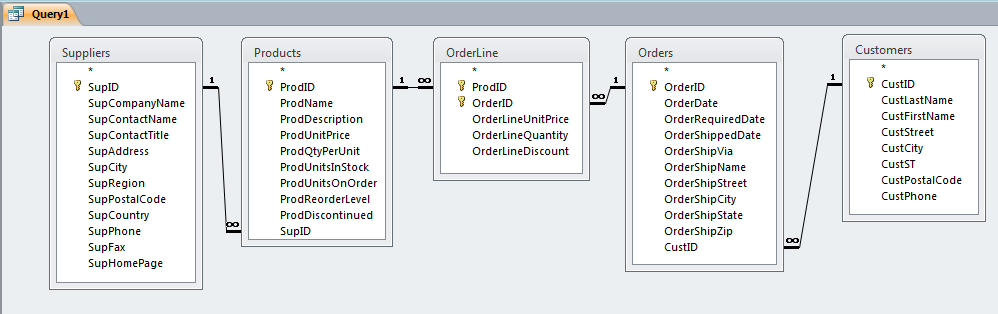 Query1
Suppliers
*
SupID
SupCompanyName
SupContactName
SupContactTitle
SupAddress
SupCity
SupRegion
SupPostalCode
SupCountry
SupPhone
SupFax
SupHomePage
1
∞
Products
*
ProdID
ProdName
ProdDescription
ProdUnitPrice
ProdQtyPerUnit
ProdUnitsInStock
ProdUnitsOnOrder
ProdReorderLevel
ProdDiscontinued
SupID
1
∞
OrderLine
*
ProdID
OrderID
OrderLineUnitPrice
OrderLineQuantity
OrderLineDiscount
∞
1
Orders
*
OrderID
OrderDate
OrderRequiredDate
OrderShippedDate
OrderShipVia
OrderShipName
OrderShipStreet
OrderShipCity
OrderShipState
OrderShipZip
CustID
∞
1
Customers
*
CustID
CustLastName
CustFirstName
CustStreet
CustCity
CustST
CustPostalCode
CustPhone